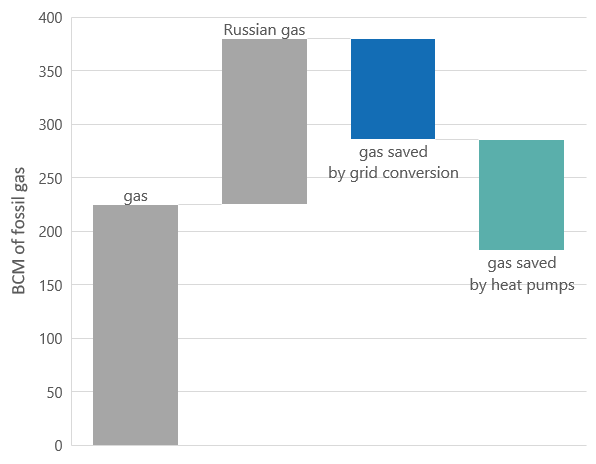 400
350
300
250
200
150
100
50
0
BCM of fossil gas
gas
Russian gas
gas saved
by grid conversion
gas saved
by heat pumps